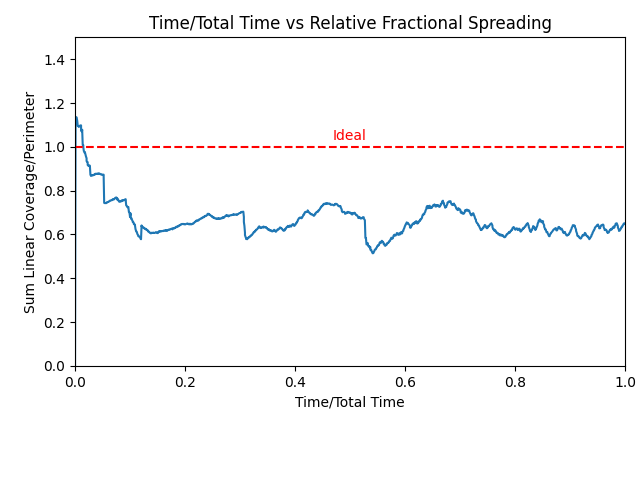 Time/Total Time vs Relative Fractional Spreading
Sum Linear Coverage/Perimeter
1.4
1.2
1.0
0.8
0.6
0.4
0.2
0.0
Ideal
0.0 0.2 0.4 0.6 0.8 1.0
Time/Total Time